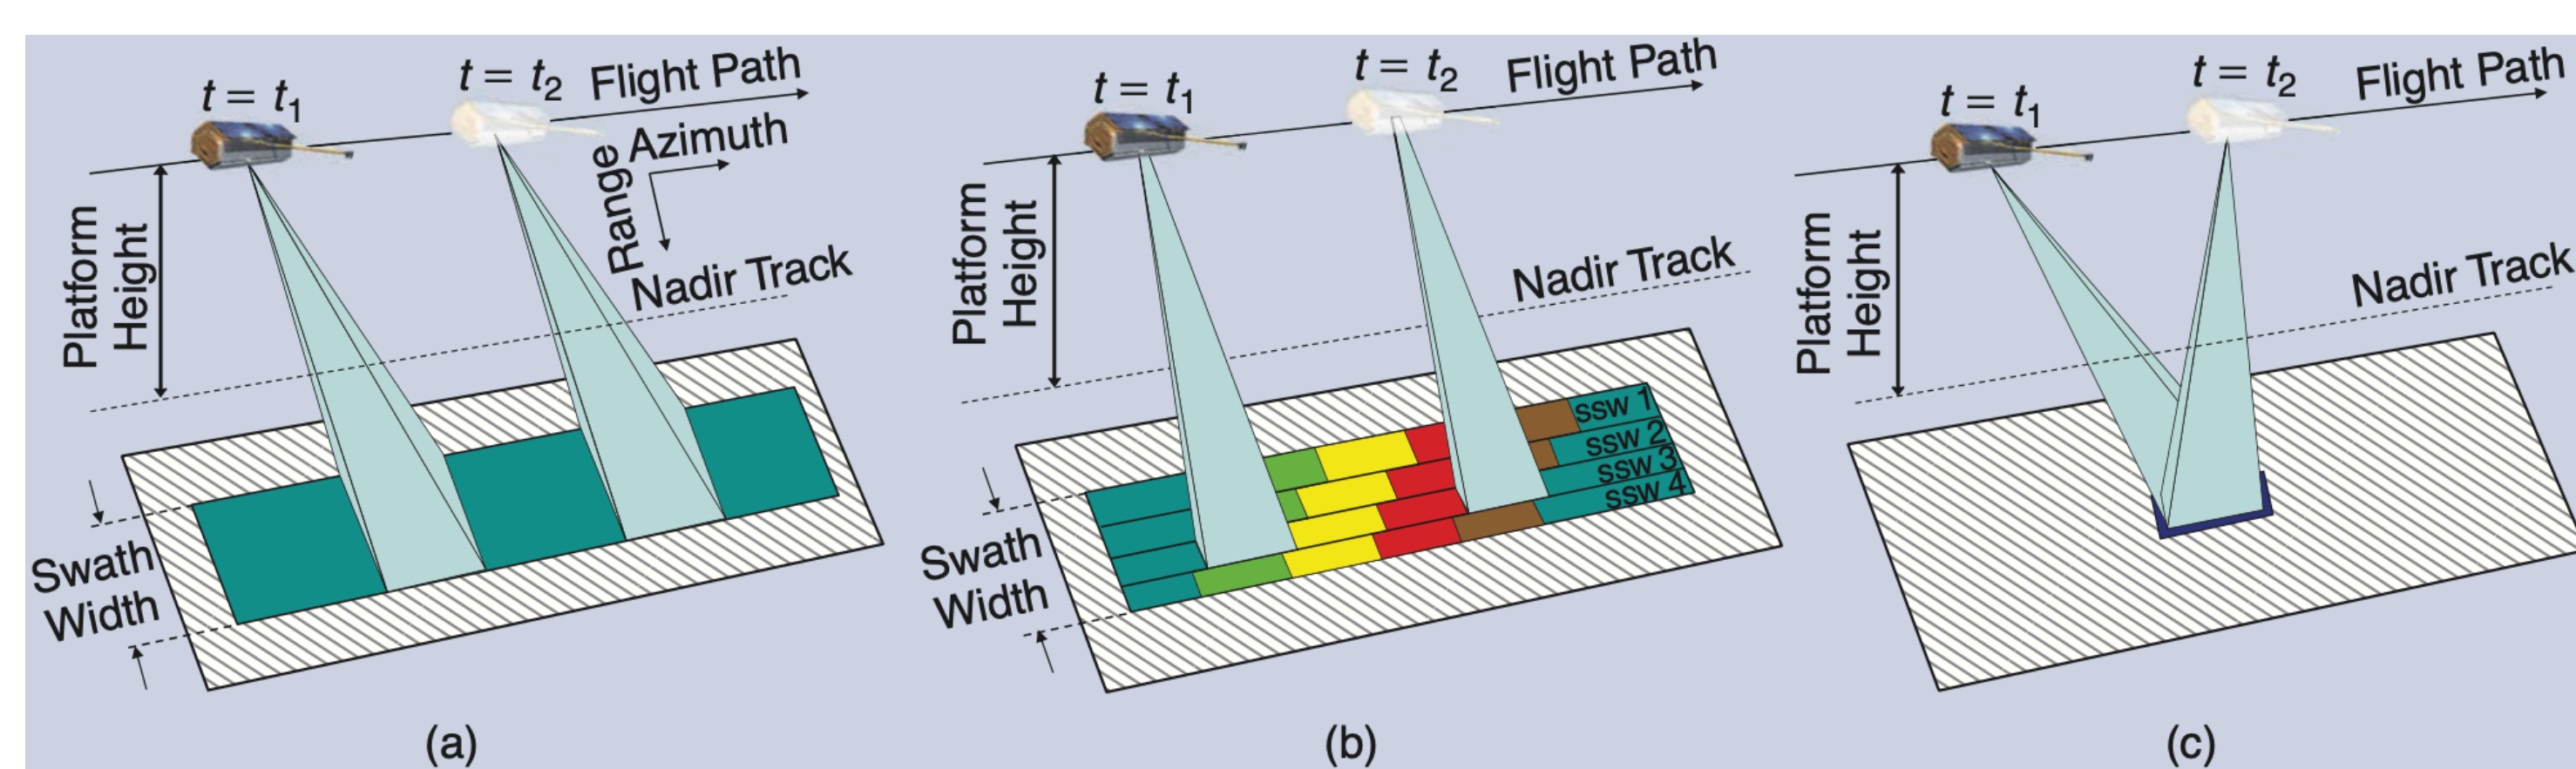 t = t1
t = t2
Flight Path
Azimuth
Range
Platform
Height
Nadir Track
Swath
Width
(a)
t = t1
t = t2
Flight Path
Platform
Height
Nadir Track
ssw 1
ssw 2
ssw 3
ssw 4
Swath
Width
(b)
t = t1
t = t2
Flight Path
Platform
Height
Nadir Track
(c)